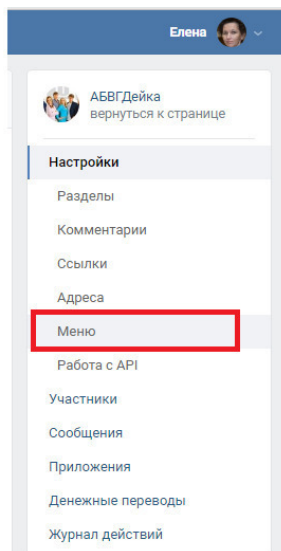 Елена
АБВГДейка
вернуться к странице
Настройки
Разделы
Комментарии
Ссылки
Адреса
Меню
Работа с API
Участники
Сообщения
Приложения
Денежные переводы
Журнал действий